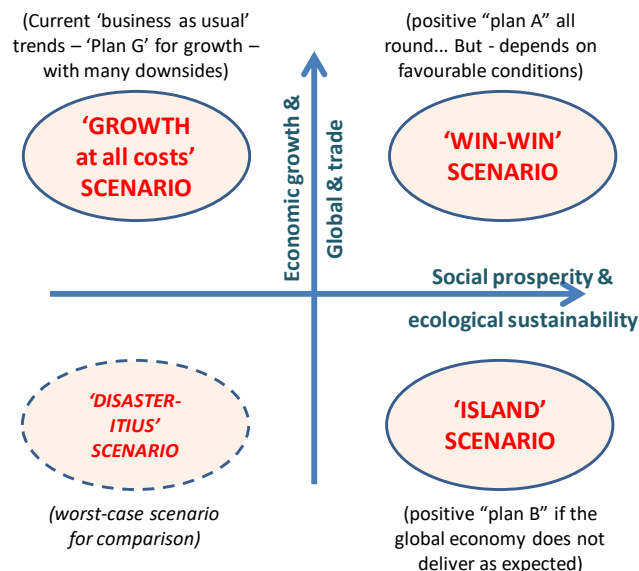 (Current ‘business as usual’
trends – ‘Plan G’ for growth –
with many downsides)
(positive “plan A” all
round... But - depends on
favourable conditions)
‘GROWTH
at all costs’
SCENARIO
Economic growth &
Global & trade
‘WIN-WIN’
SCENARIO
Social prosperity &
ecological sustainability
‘DISASTER-
ITIUS’
SCENARIO
‘ISLAND’
SCENARIO
(worst-case scenario
for comparison)
(positive “plan B” if the
global economy does not
deliver as expected)